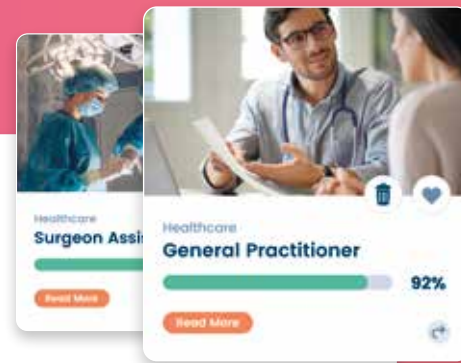 Healthcare
Surgeon Assi
Read More
Healthcare
General Practitioner
92%
Read More